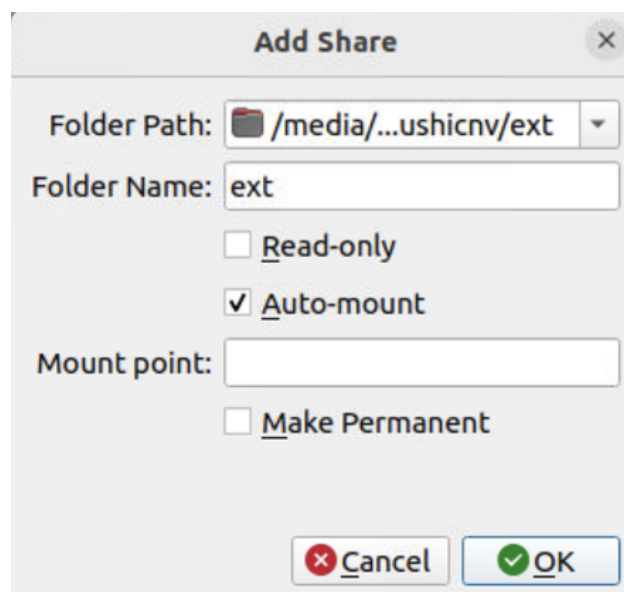 Add Share
Folder Path: /media/...ushicnv/ext
Folder Name: ext
Read-only
Auto-mount
Mount point:
Make Permanent
Cancel OK